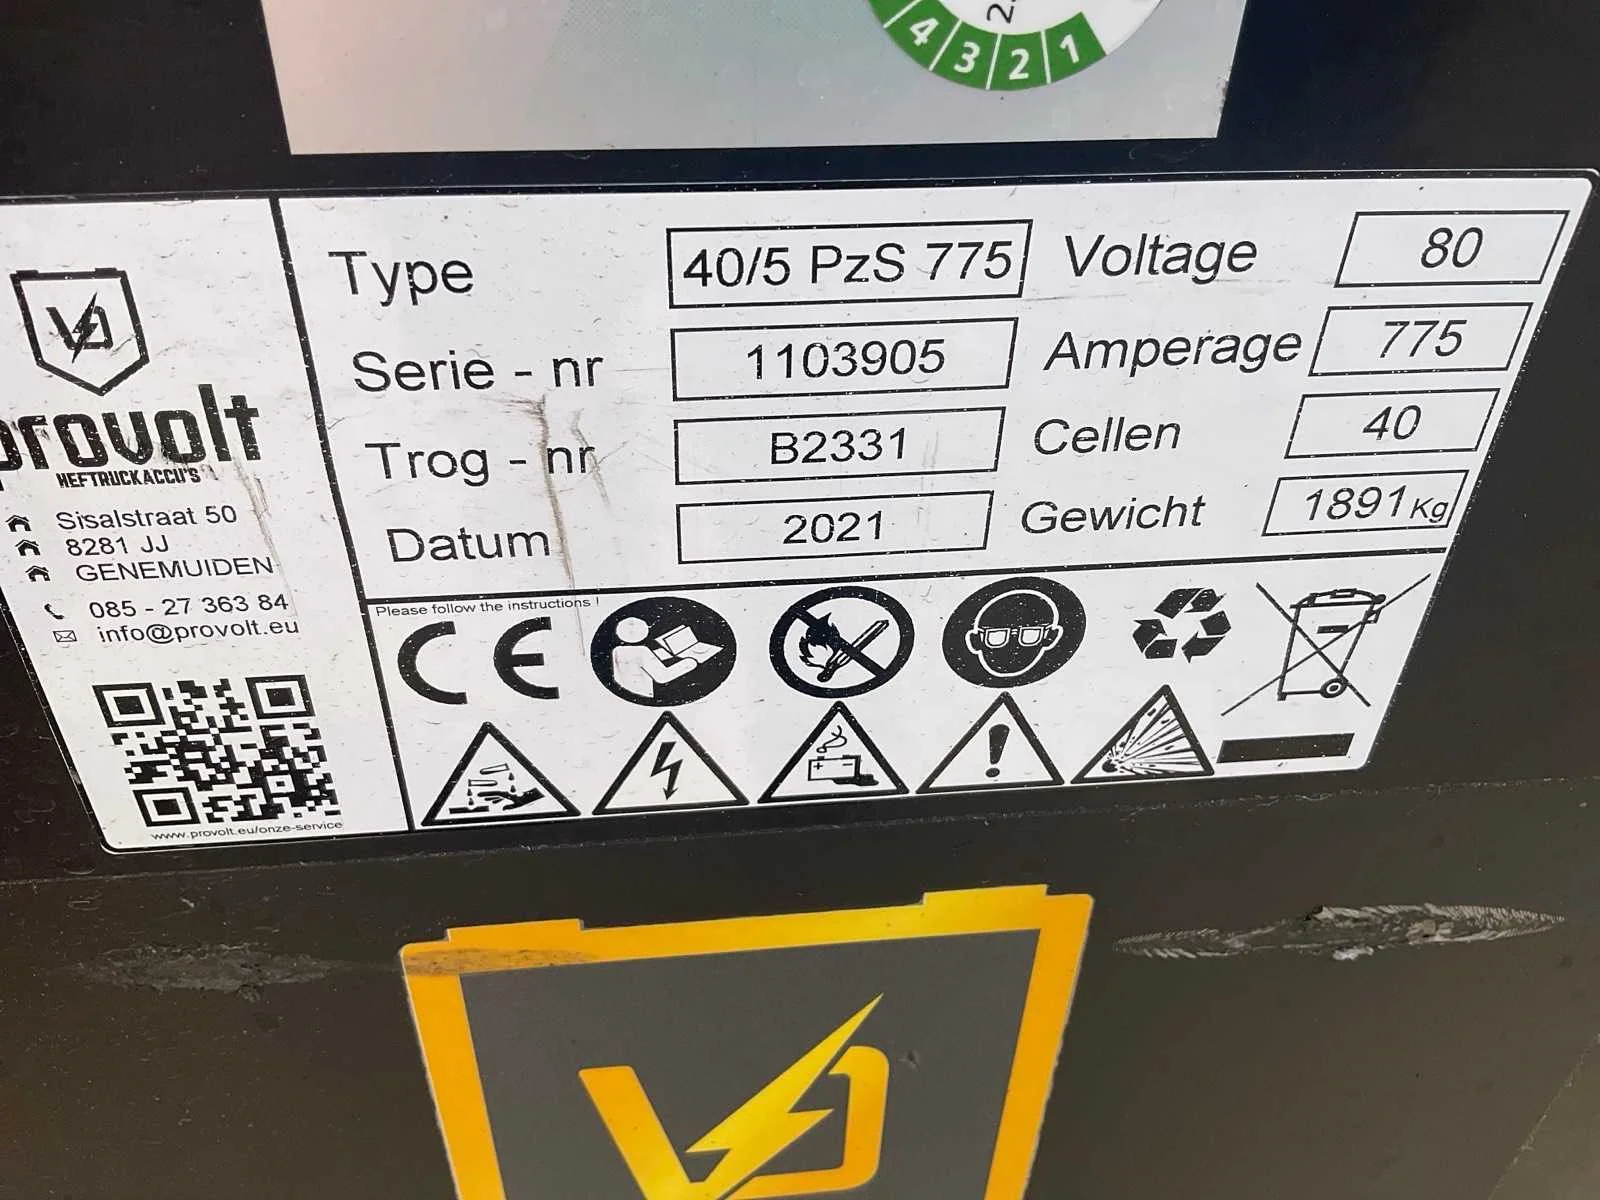 4 3 2 1
Type 40/5 PzS 775 Voltage 80
Serie - nr 1103905 Amperage 775
Trog - nr B2331 Cellen 40
Datum 2021 Gewicht 1891 Kg
provolt
HEFTRUCKACCU'S
Sisalstraat 50
8281 JJ
GENEMUIDEN
085 - 27 363 84
info@provolt.eu
www.provolt.eu/onze-service
Please follow the instructions !
CE